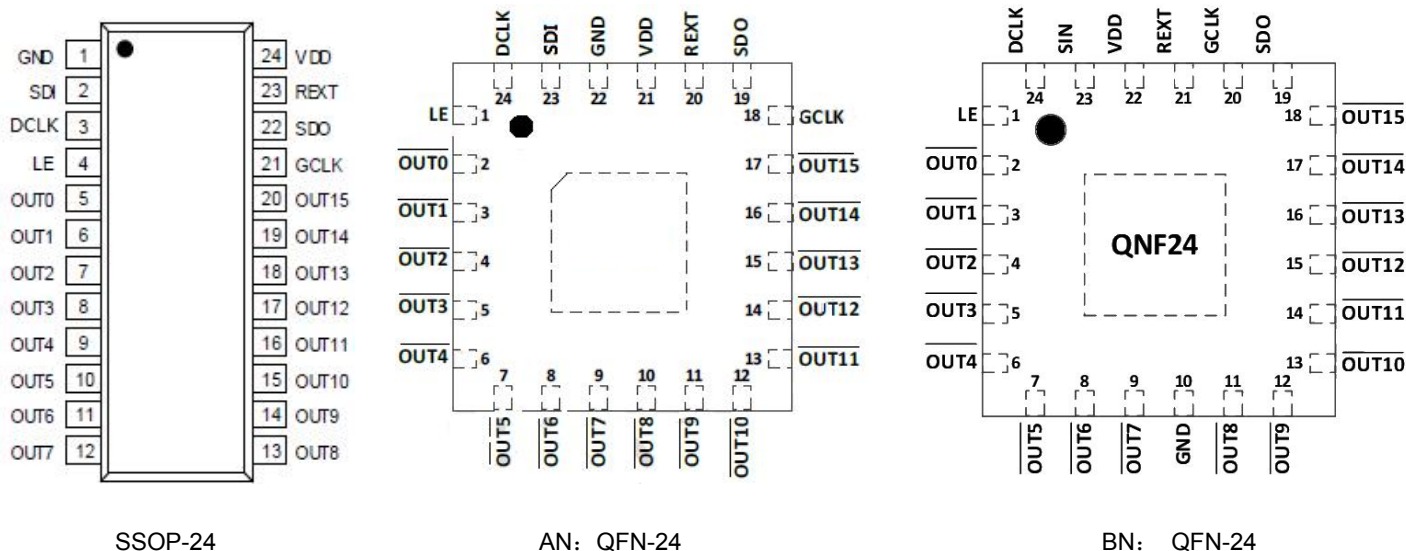 GND 1 24 VDD
SDI 2 23 REXT
DCLK 3 22 SDO
LE 4 21 GCLK
OUT0 5 20 OUT15
OUT1 6 19 OUT14
OUT2 7 18 OUT13
OUT3 8 17 OUT12
OUT4 9 16 OUT11
OUT5 10 15 OUT10
OUT6 11 14 OUT9
OUT7 12 13 OUT8
SSOP-24
DCLK SDI GND VDD REXT SDO
24 23 22 21 20 19
LE 1 18 GCLK
OUT0 2 17 OUT15
OUT1 3 16 OUT14
OUT2 4 15 OUT13
OUT3 5 14 OUT12
OUT4 6 13 OUT11
7 8 9 10 11 12
OUT5 OUT6 OUT7 OUT8 OUT9 OUT10
AN: QFN-24
DCLK SIN VDD REXT GCLK SDO
24 23 22 21 20 19
LE 1 18 OUT15
OUT0 2 17 OUT14
OUT1 3 16 OUT13
QNF24
OUT2 4 15 OUT12
OUT3 5 14 OUT11
OUT4 6 13 OUT10
7 8 9 10 11 12
OUT5 OUT6 OUT7 GND OUT8 OUT9
BN: QFN-24